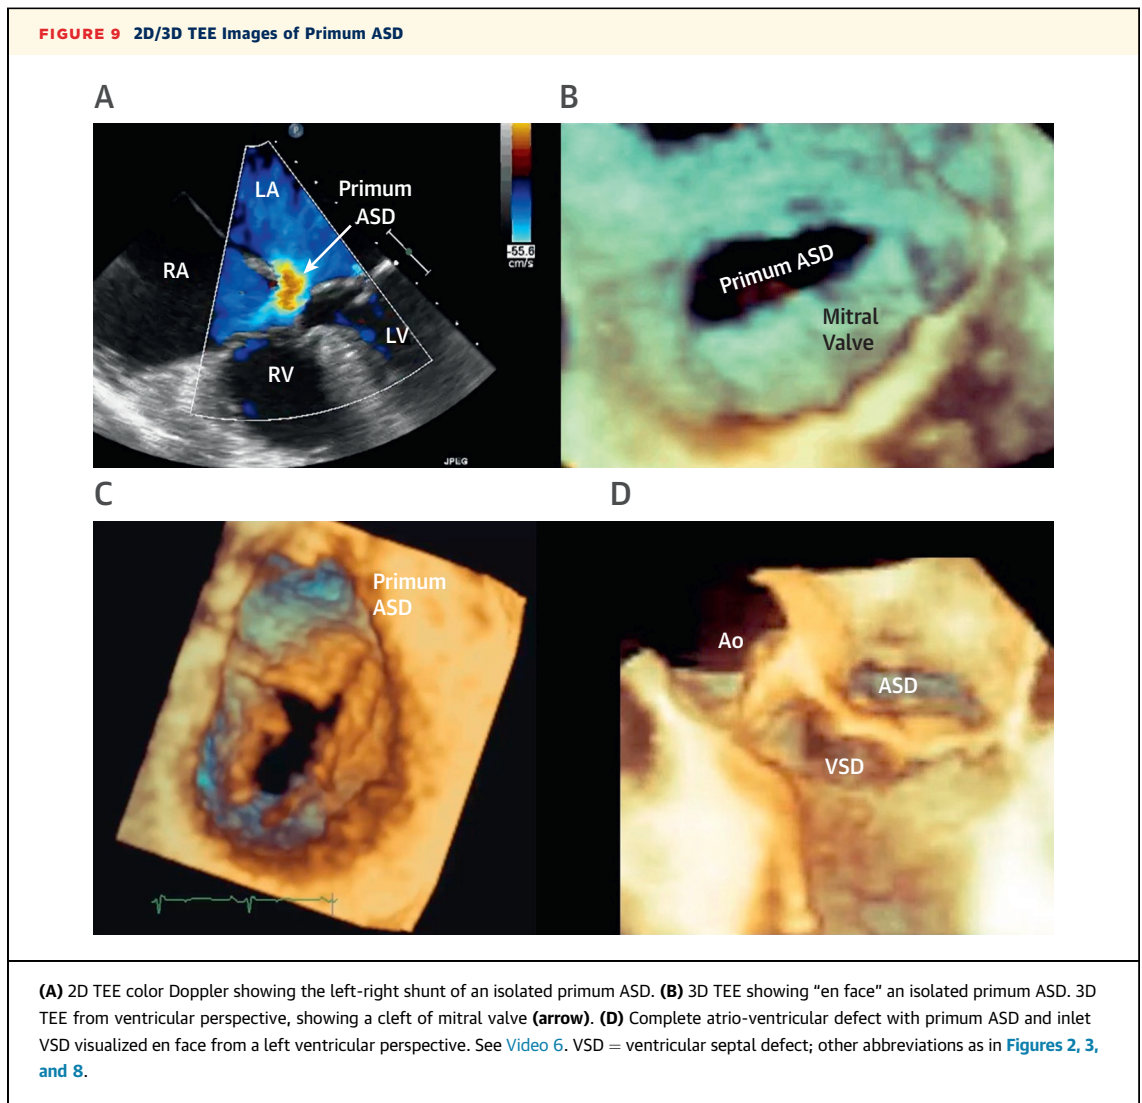 FIGURE 9 2D/3D TEE Images of Primum ASD
A
B
P
LA
Primum
ASD
RA
-55.6
cm/s
LV
RV
JPEG
Primum ASD
Mitral
Valve
C
D
Primum
ASD
Ao
ASD
VSD
(A) 2D TEE color Doppler showing the left-right shunt of an isolated primum ASD. (B) 3D TEE showing “en face” an isolated primum ASD. 3D
TEE from ventricular perspective, showing a cleft of mitral valve (arrow). (D) Complete atrio-ventricular defect with primum ASD and inlet
VSD visualized en face from a left ventricular perspective. See Video 6. VSD = ventricular septal defect; other abbreviations as in Figures 2, 3,
and 8.